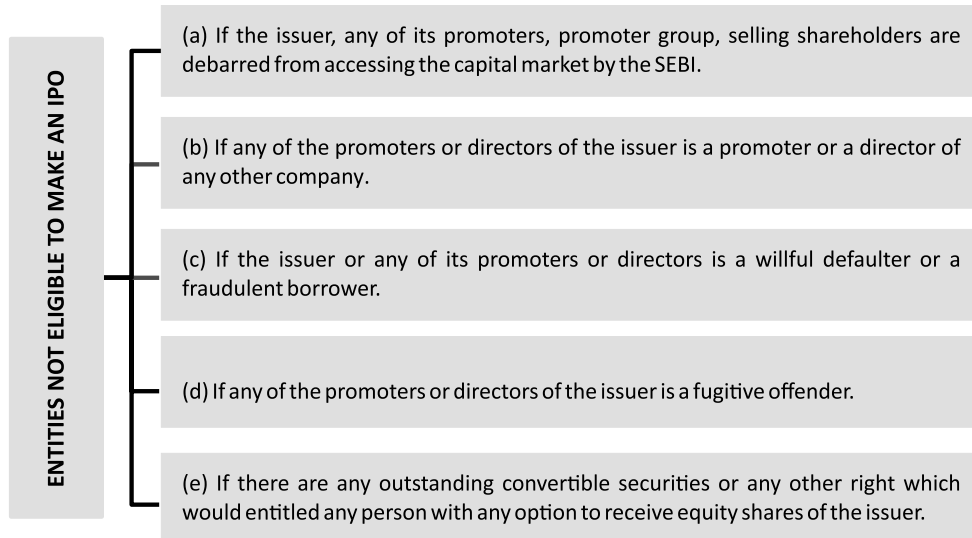 ENTITIES NOT ELIGIBLE TO MAKE AN IPO
(a) If the issuer, any of its promoters, promoter group, selling shareholders are
debarred from accessing the capital market by the SEBI.
(b) If any of the promoters or directors of the issuer is a promoter or a director of
any other company.
(c) If the issuer or any of its promoters or directors is a willful defaulter or a
fraudulent borrower.
(d) If any of the promoters or directors of the issuer is a fugitive offender.
(e) If there are any outstanding convertible securities or any other right which
would entitled any person with any option to receive equity shares of the issuer.